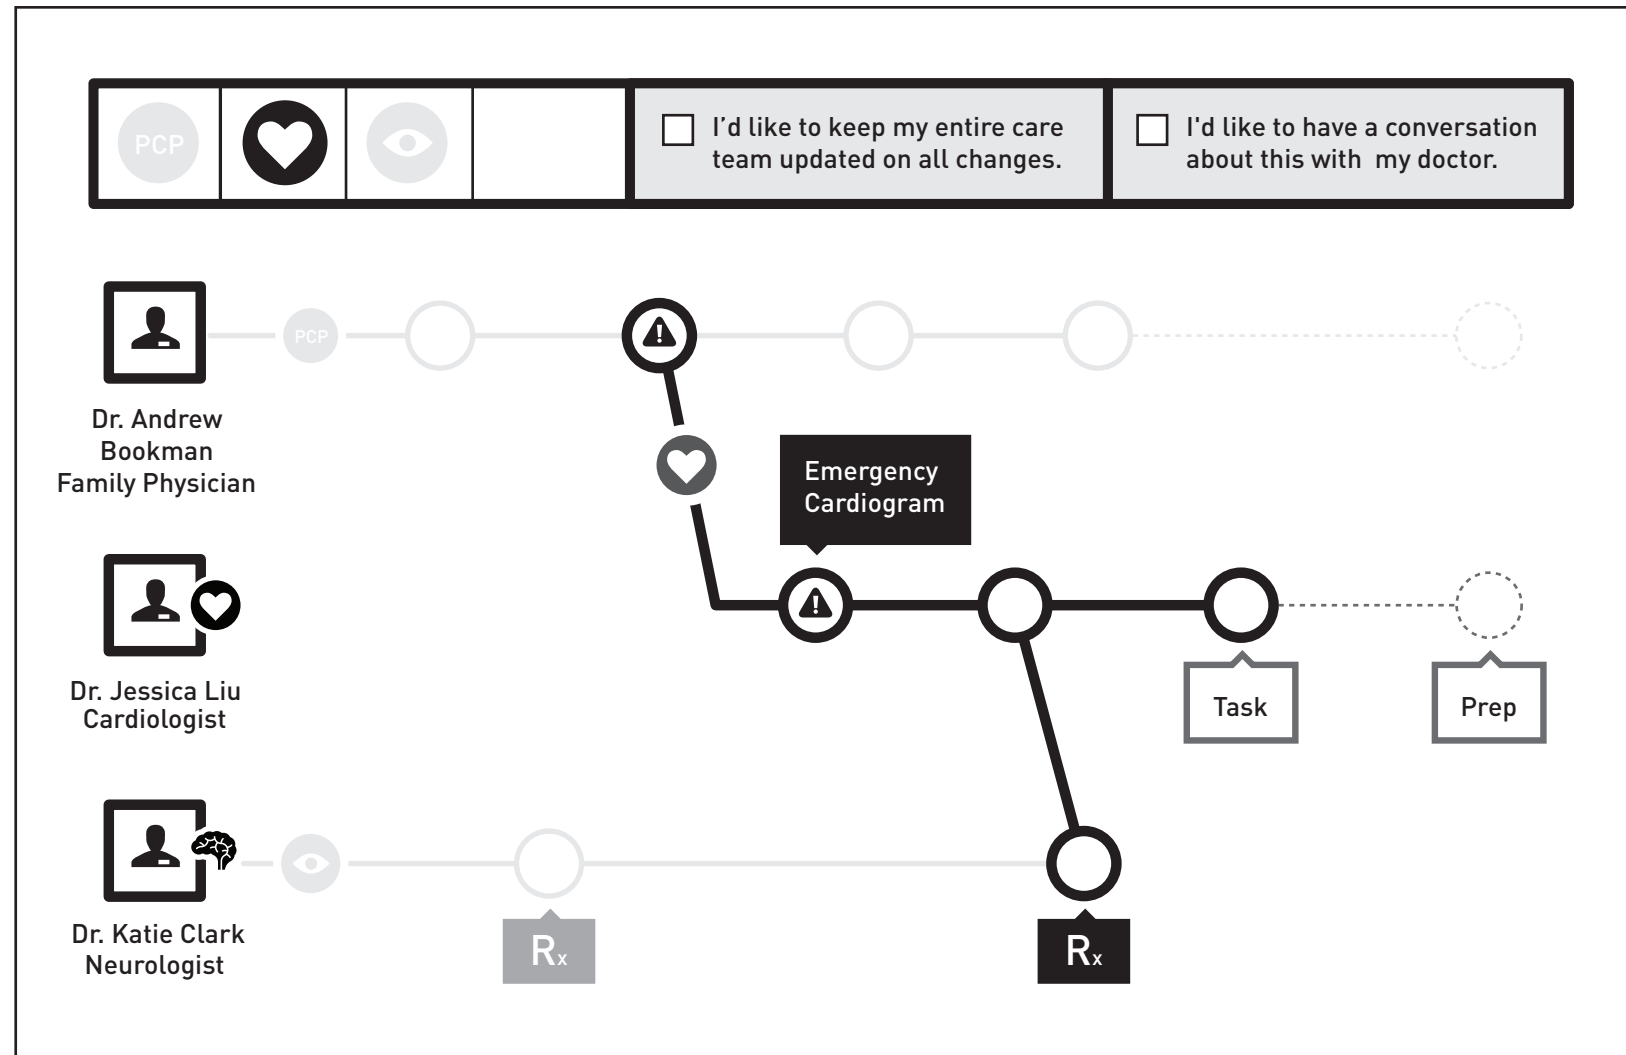 PCP
I’d like to keep my entire care
team updated on all changes.
I'd like to have a conversation
about this with  my doctor.
PCP
Dr. Andrew
Bookman
Family Physician
Emergency
Cardiogram
Dr. Jessica Liu
Cardiologist
Task
Prep
Dr. Katie Clark
Neurologist
Rx
Rx